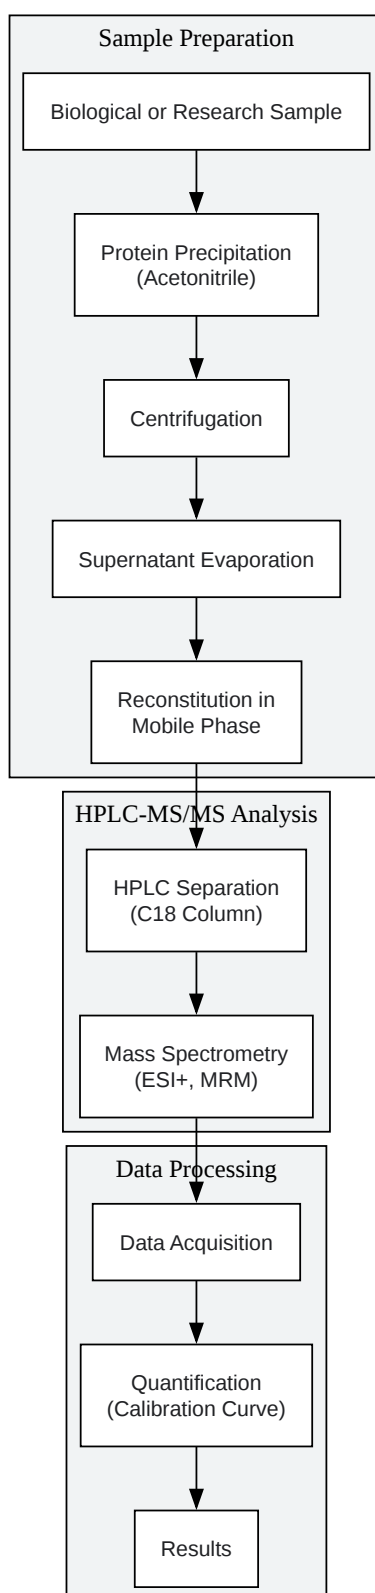 Sample Preparation
Biological or Research Sample
Protein Precipitation
(Acetonitrile)
Centrifugation
Supernatant Evaporation
Reconstitution in
Mobile Phase
HPLC-MS/MS Analysis
HPLC Separation
(C18 Column)
Mass Spectrometry
(ESI+, MRM)
Data Processing
Data Acquisition
Quantification
(Calibration Curve)
Results